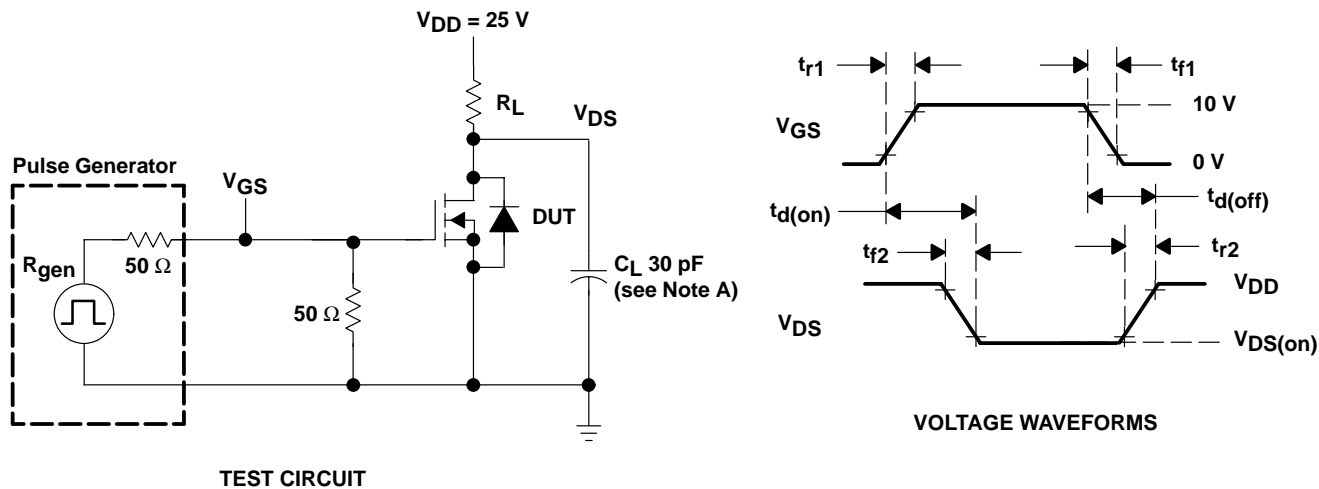 VDD = 25 V
RL
VDS
Pulse Generator
VGS
Rgen
50 Ω
50 Ω
DUT
CL 30 pF
(see Note A)
TEST CIRCUIT
tr1
tf1
10 V
VGS
0 V
td(on)
td(off)
tf2
tr2
VDD
VDS
VDS(on)
VOLTAGE WAVEFORMS